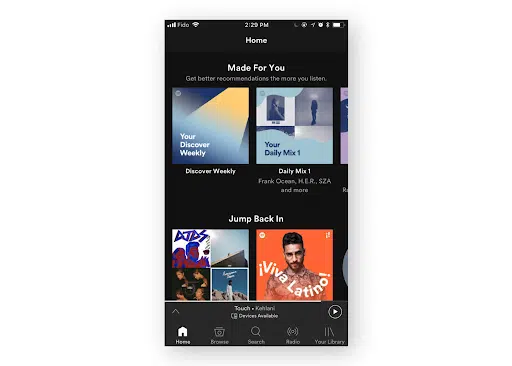 Fido
2:29 PM
Home
Made For You
Get better recommendations the more you listen.
Your
Discover
Weekly
Your
Daily Mix 1
Discover Weekly
Daily Mix 1
Frank Ocean, H.E.R., SZA
and more
Jump Back In
¡Viva Latino!
Touch • Kehlani
Devices Available
Home
Browse
Search
Radio
Your Library